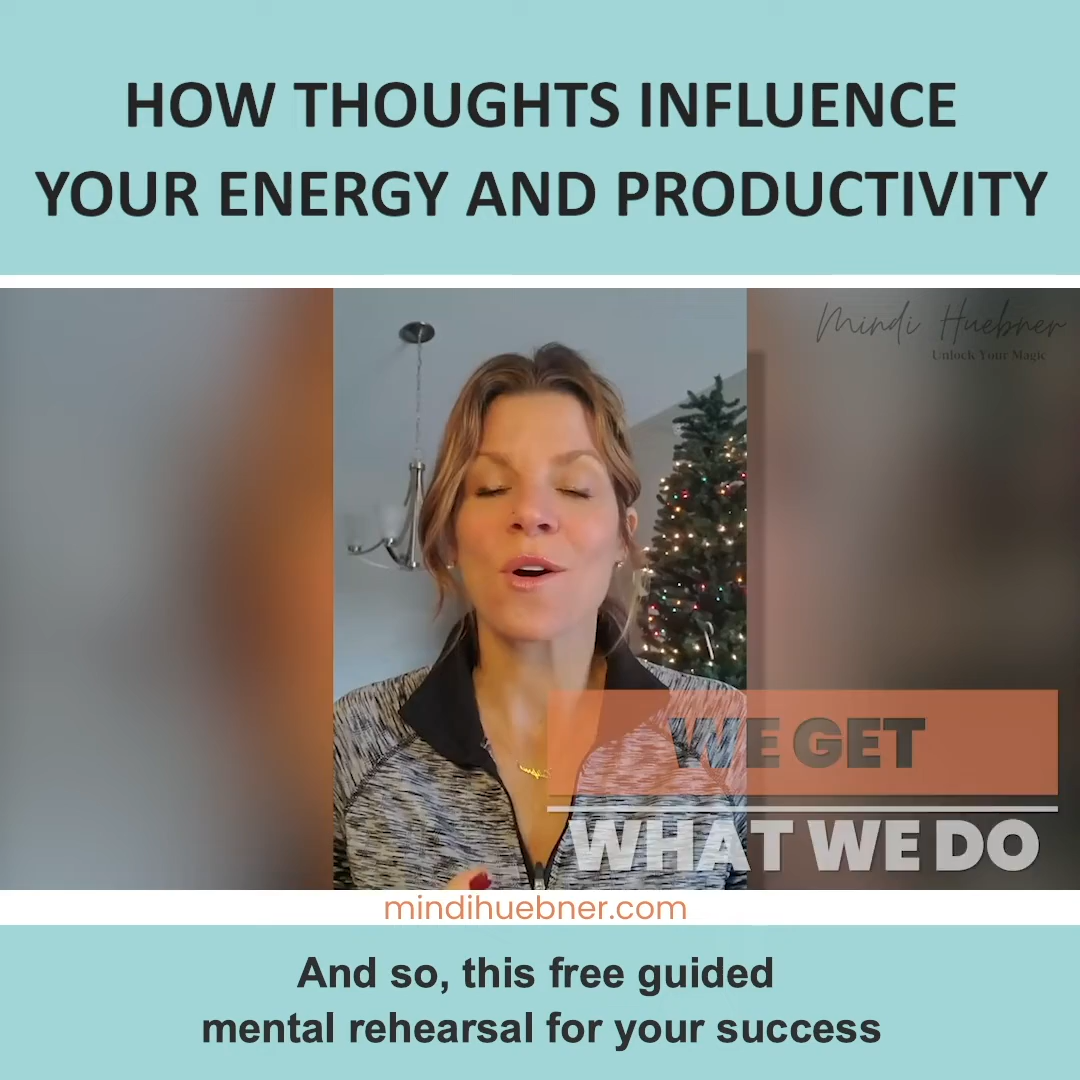 HOW THOUGHTS INFLUENCE
YOUR ENERGY AND PRODUCTIVITY
Mindi Huebner
Unlock Your Magic
WE GET
WHAT WE DO
mindihuebner.com
And so, this free guided
mental rehearsal for your success